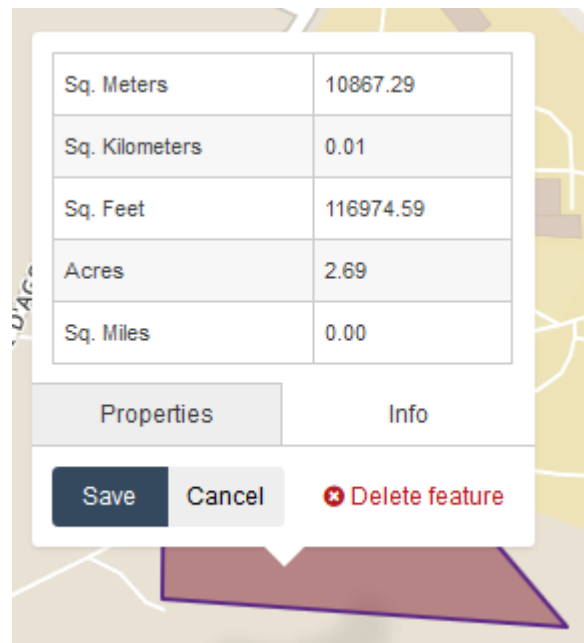 Sq. Meters 10867.29
Sq. Kilometers 0.01
Sq. Feet 116974.59
Acres 2.69
Sq. Miles 0.00
Properties Info
Save Cancel Delete feature